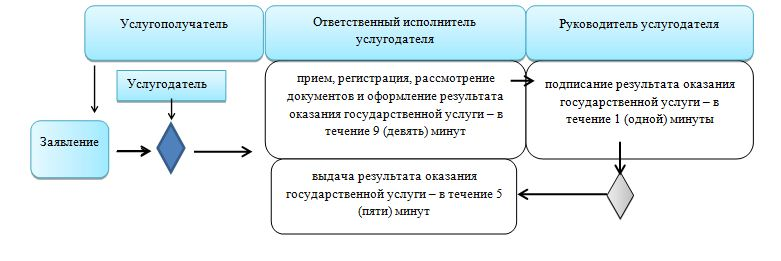 Услугополучатель
Ответственный исполнитель
услугодателя
Руководитель услугодателя
Услугодатель
Заявление
прием, регистрация, рассмотрение
документов и оформление результата
оказания государственной услуги – в
течение 9 (девять) минут
подписание результата оказания
государственной услуги – в
течение 1 (одной) минуты
выдача результата оказания
государственной услуги – в течение 5
(пяти) минут